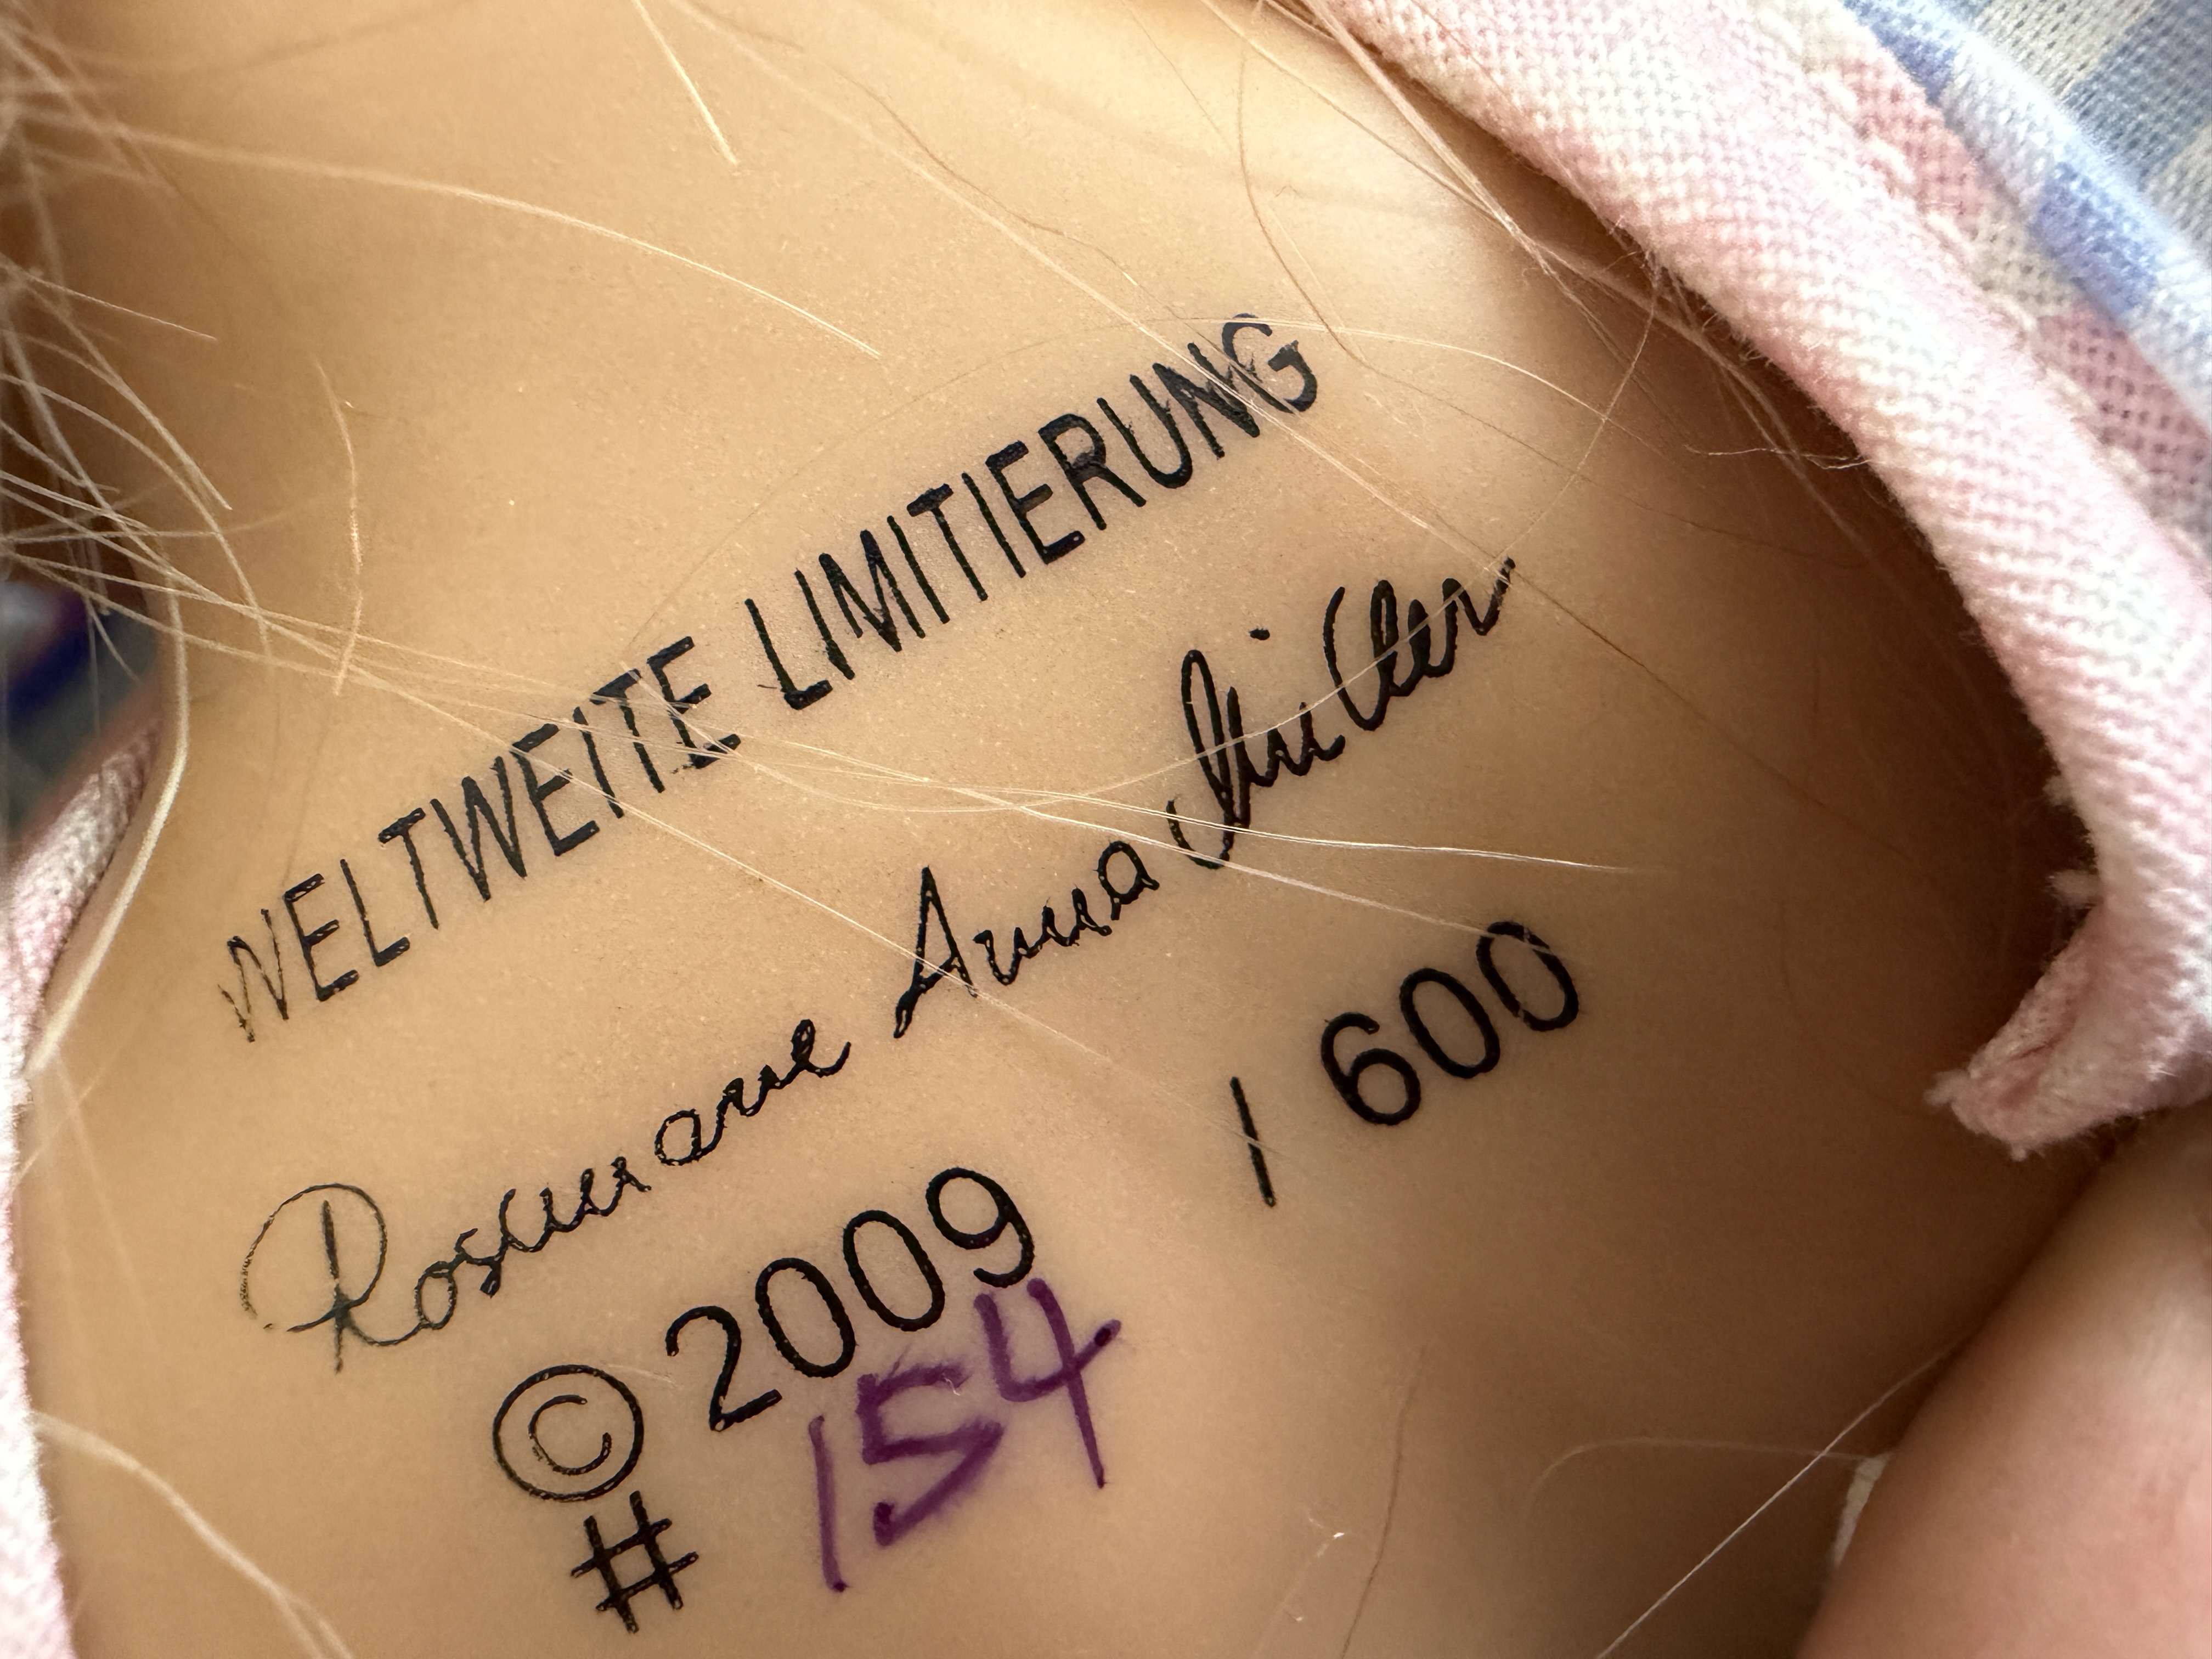 WELTWEITE LIMITIERUNG
Rosemarie Anna Müller
© 2009
# 154 / 600